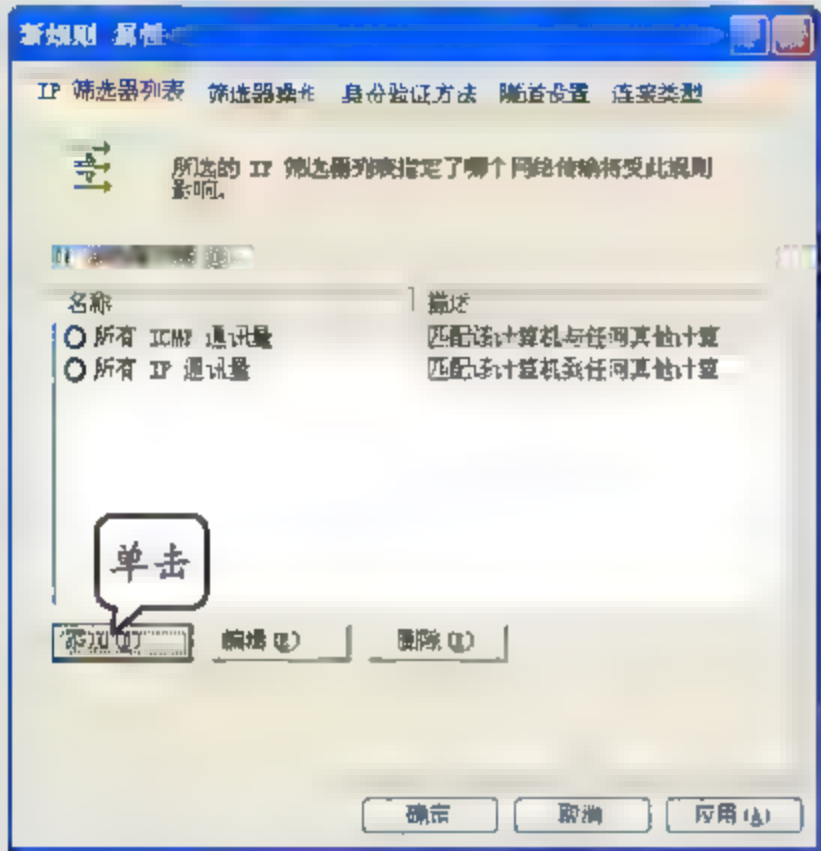 新规则 属性
IP 筛选器列表 筛选器操作 身份验证方法 隧道设置 连接类型
所选的 IP 筛选器列表指定了哪个网络传输将受此规则
影响。
名称 描述
所有 ICMP 通讯量 匹配该计算机与任何其他计算
所有 IP 通讯量 匹配该计算机到任何其他计算
单击
添加(D) 编辑(E) 删除(R)
确定 取消 应用(A)